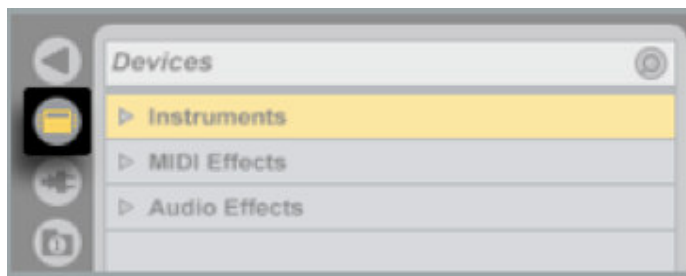 Devices
Instruments
MIDI Effects
Audio Effects